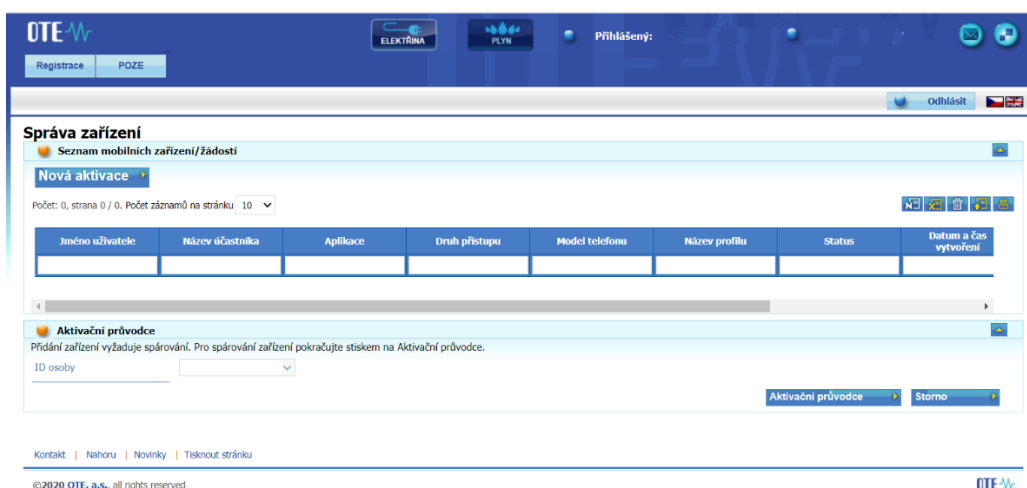 OTE
ELEKTŘINA
PLYN
Přihlášený:
Registrace
POZE
Odhlásit
Správa zařízení
Seznam mobilních zařízení/žádostí
Nová aktivace
Počet: 0, strana 0 / 0. Počet záznamů na stránku 10
Jméno uživatele
Název účastníka
Aplikace
Druh přístupu
Model telefonu
Název profilu
Status
Datum a čas
vytvoření
Aktivační průvodce
Přidání zařízení vyžaduje spárování. Pro spárování zařízení pokračujte stiskem na Aktivační průvodce.
ID osoby
Aktivační průvodce
Storno
Kontakt | Nahoru | Novinky | Tisknout stránku
©2020 OTE, a.s., all rights reserved
OTE